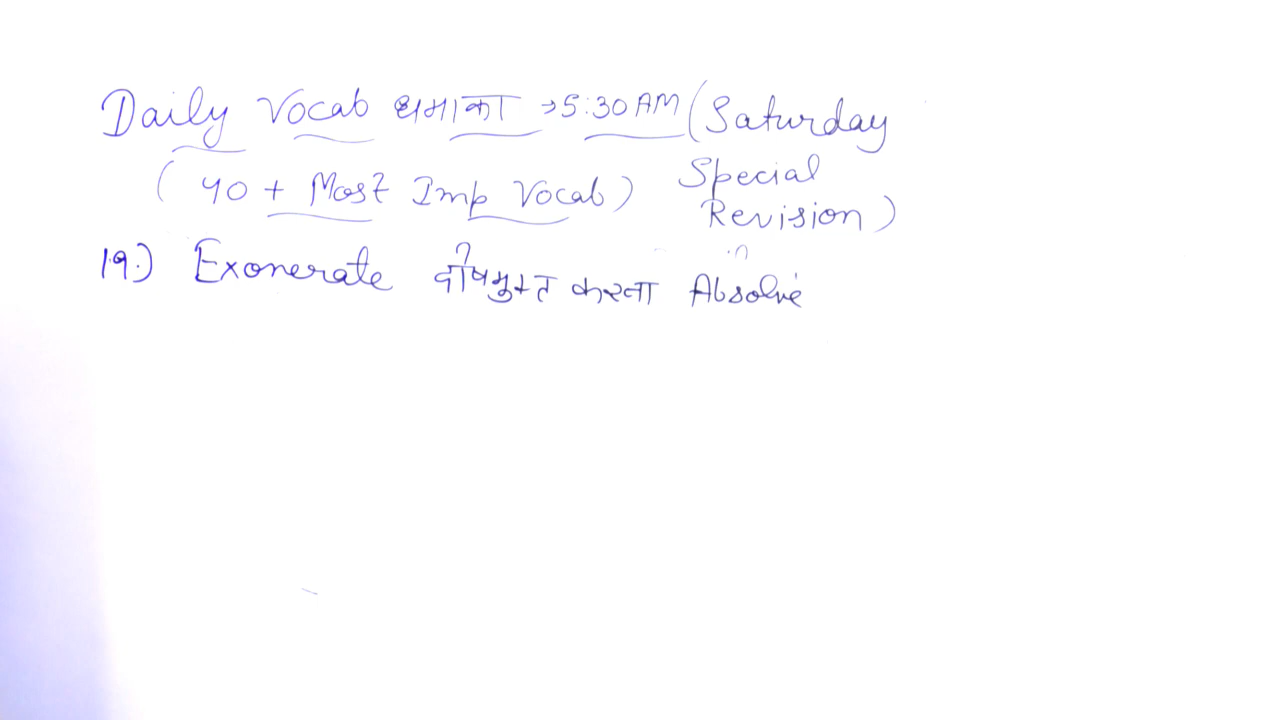 Daily Vocab धमाका →5:30 AM (Saturday
(40 + Most Imp Vocab) Special
Revision)
19.) Exonerate दोषमुक्त करना Absolve